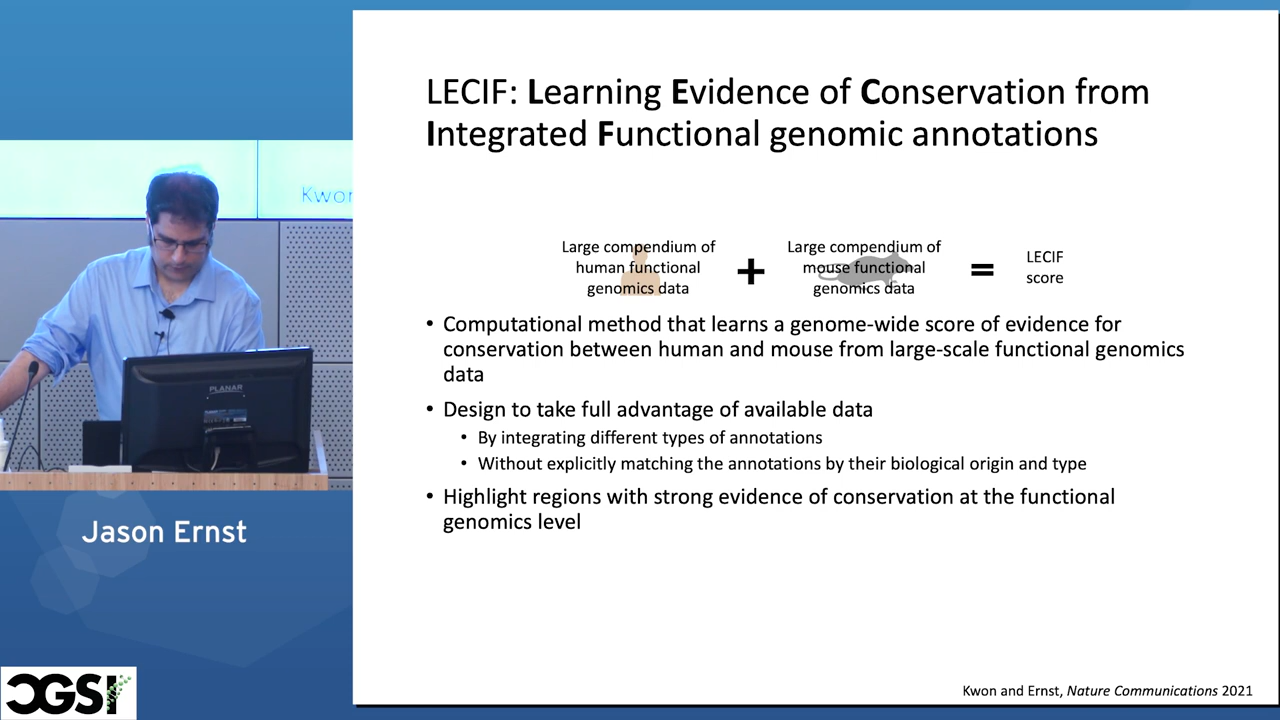 LECIF: Learning Evidence of Conservation from
Integrated Functional genomic annotations
Large compendium of
human functional
genomics data
+
Large compendium of
mouse functional
genomics data
=
LECIF
score
• Computational method that learns a genome-wide score of evidence for
conservation between human and mouse from large-scale functional genomics
data
• Design to take full advantage of available data
• By integrating different types of annotations
• Without explicitly matching the annotations by their biological origin and type
• Highlight regions with strong evidence of conservation at the functional
genomics level
Kwon and Ernst, Nature Communications 2021
Kwon
PLANAR
Jason Ernst
CGSI